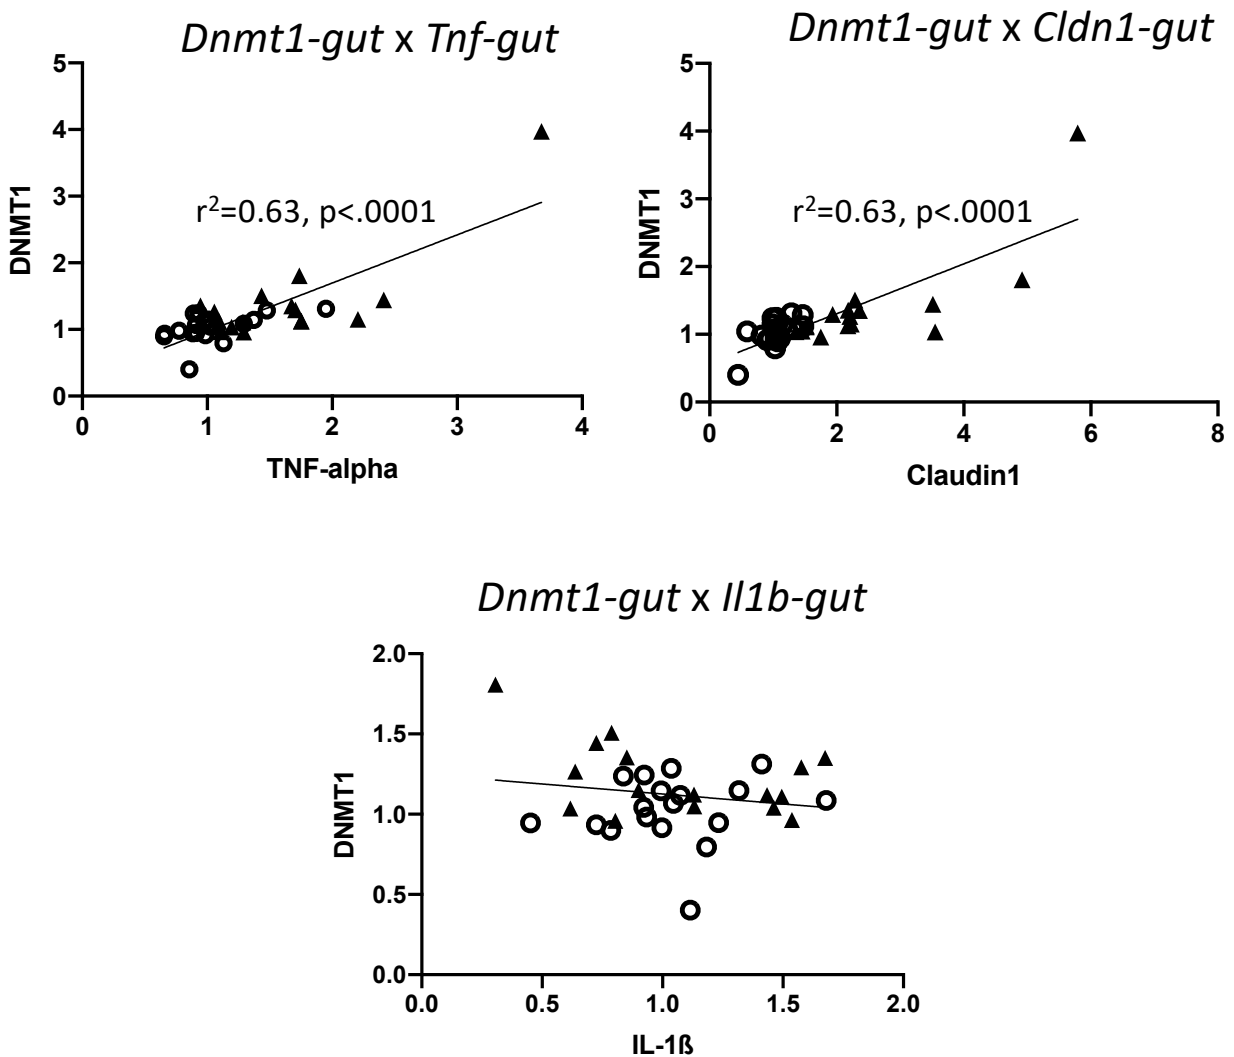 Dnmt1-gut x Tnf-gut
5
4
3
2
1
0
DNMT1
r²=0.63, p<.0001
0 1 2 3 4
TNF-alpha
Dnmt1-gut x Cldn1-gut
5
4
3
2
1
0
DNMT1
r²=0.63, p<.0001
0 2 4 6 8
Claudin1
Dnmt1-gut x Il1b-gut
2.0
1.5
1.0
0.5
0.0
DNMT1
0.0 0.5 1.0 1.5 2.0
IL-1ß